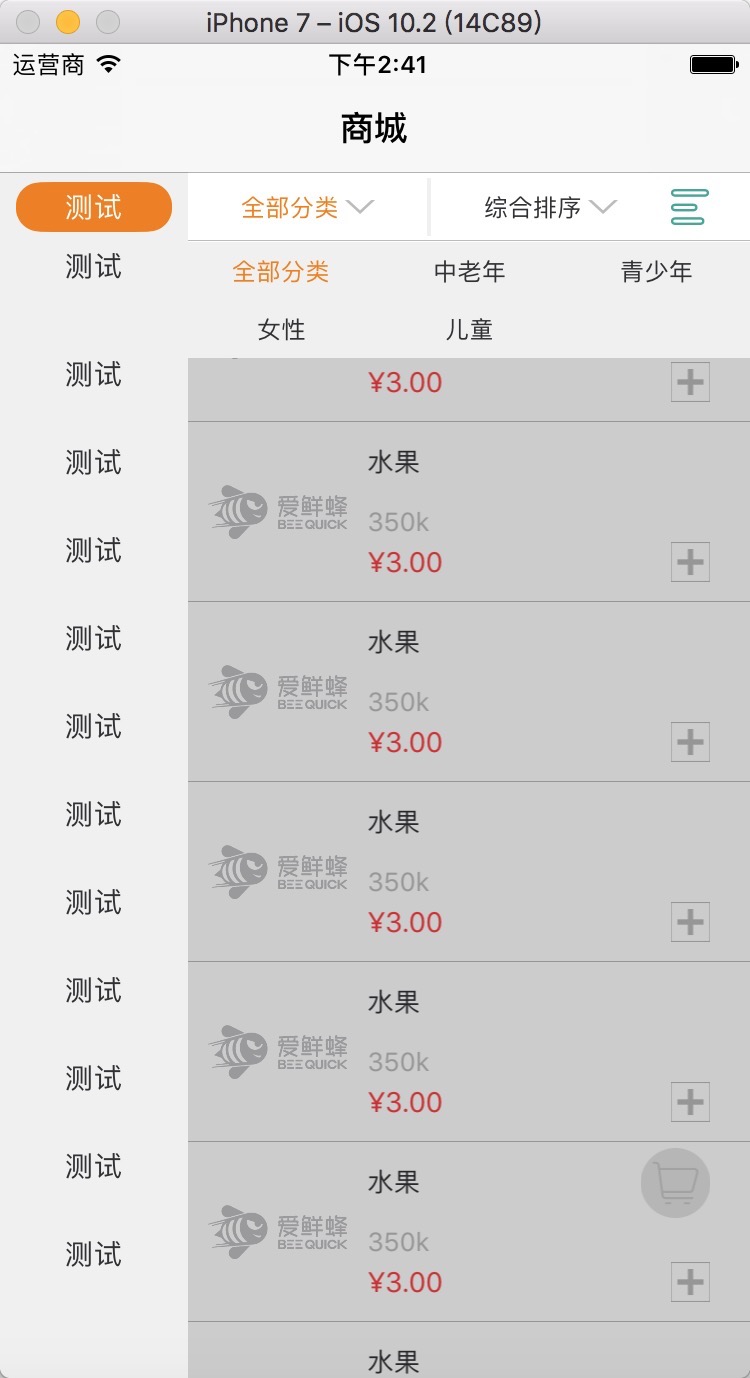 iPhone 7 – iOS 10.2 (14C89)
运营商 下午2:41
商城
测试
测试
测试
测试
测试
测试
测试
测试
测试
测试
测试
测试
测试
全部分类 综合排序
全部分类 中老年 青少年
女性 儿童
¥3.00
水果
爱鲜蜂
BEE QUICK
350k
¥3.00
水果
爱鲜蜂
BEE QUICK
350k
¥3.00
水果
爱鲜蜂
BEE QUICK
350k
¥3.00
水果
爱鲜蜂
BEE QUICK
350k
¥3.00
水果
爱鲜蜂
BEE QUICK
350k
¥3.00
水果